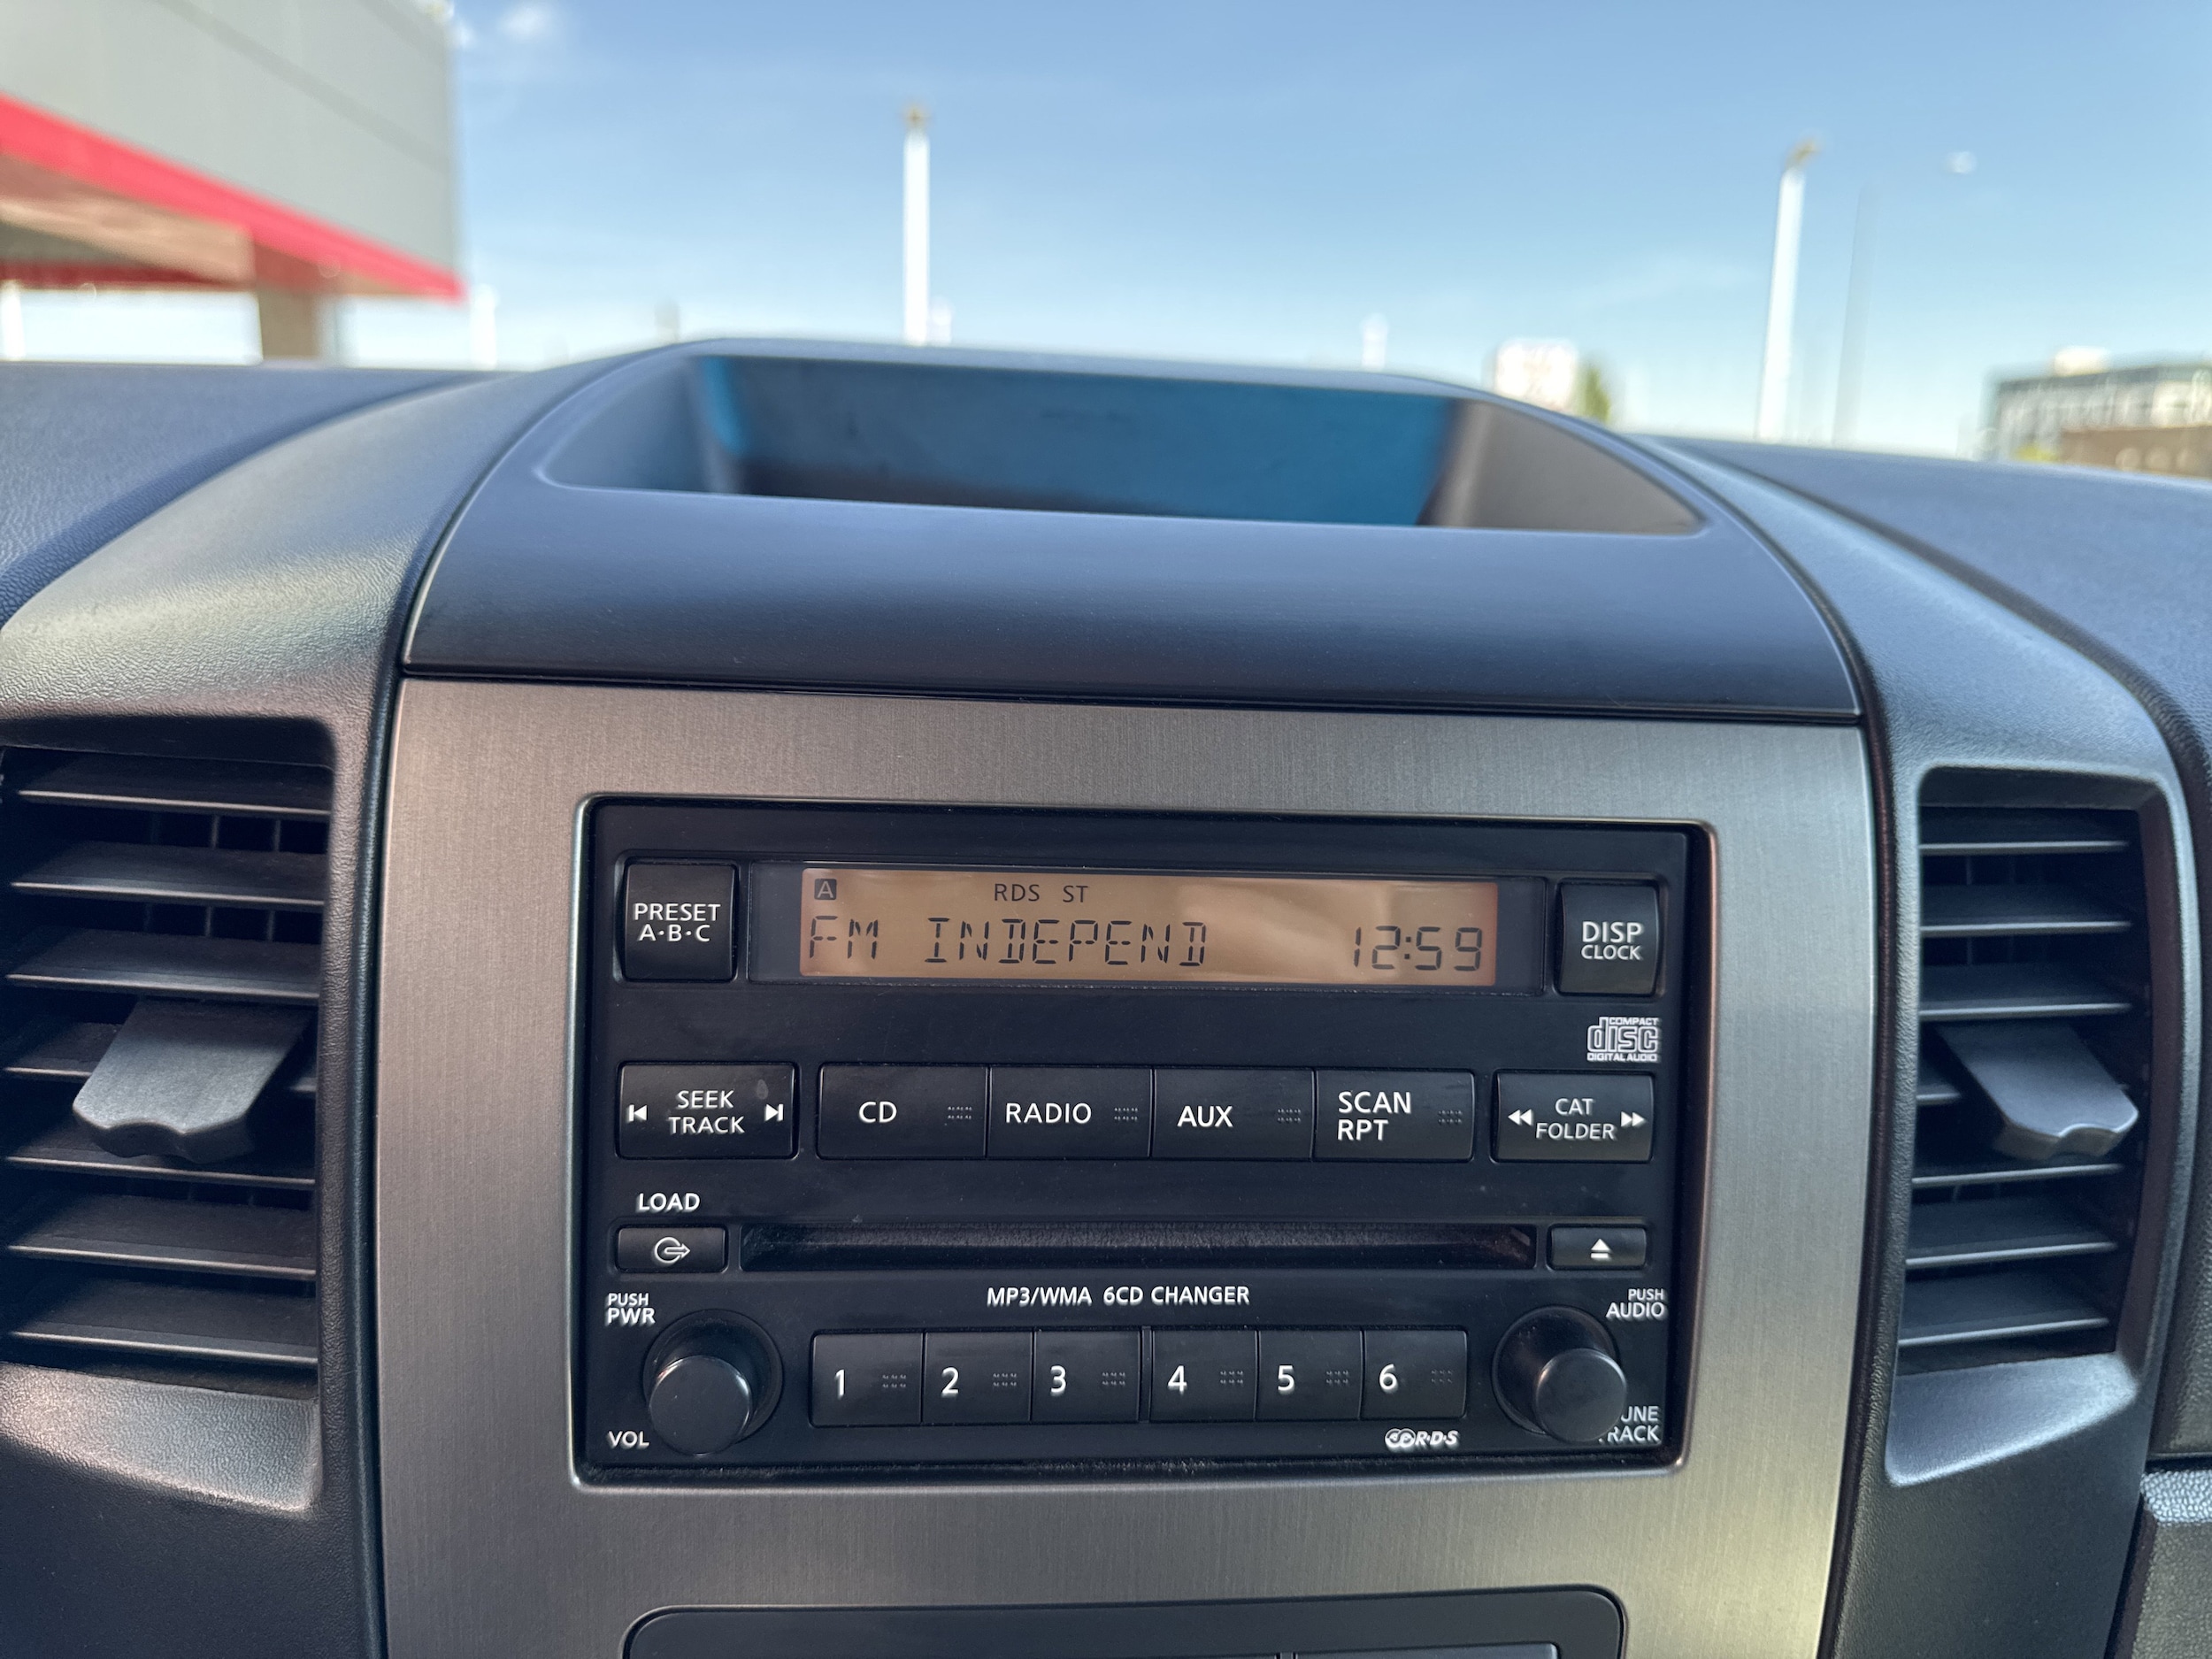 PRESET
A·B·C
A RDS ST
FM INDEPEND 12:59
DISP
CLOCK
COMPACT
disc
DIGITAL AUDIO
SEEK
TRACK
CD
RADIO
AUX
SCAN
RPT
CAT
FOLDER
LOAD
MP3/WMA 6CD CHANGER
PUSH
PWR
VOL
1 2 3 4 5 6
R·D·S
PUSH
AUDIO